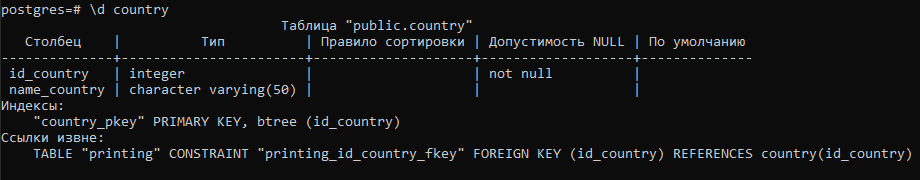 postgres=# \d country
                                  Таблица "public.country"
   Столбец    |          Тип          | Правило сортировки | Допустимость NULL | По умолчанию
--------------+-----------------------+--------------------+-------------------+--------------
 id_country   | integer               |                    | not null          |
 name_country | character varying(50) |                    |                   |
Индексы:
    "country_pkey" PRIMARY KEY, btree (id_country)
Ссылки извне:
    TABLE "printing" CONSTRAINT "printing_id_country_fkey" FOREIGN KEY (id_country) REFERENCES country(id_country)